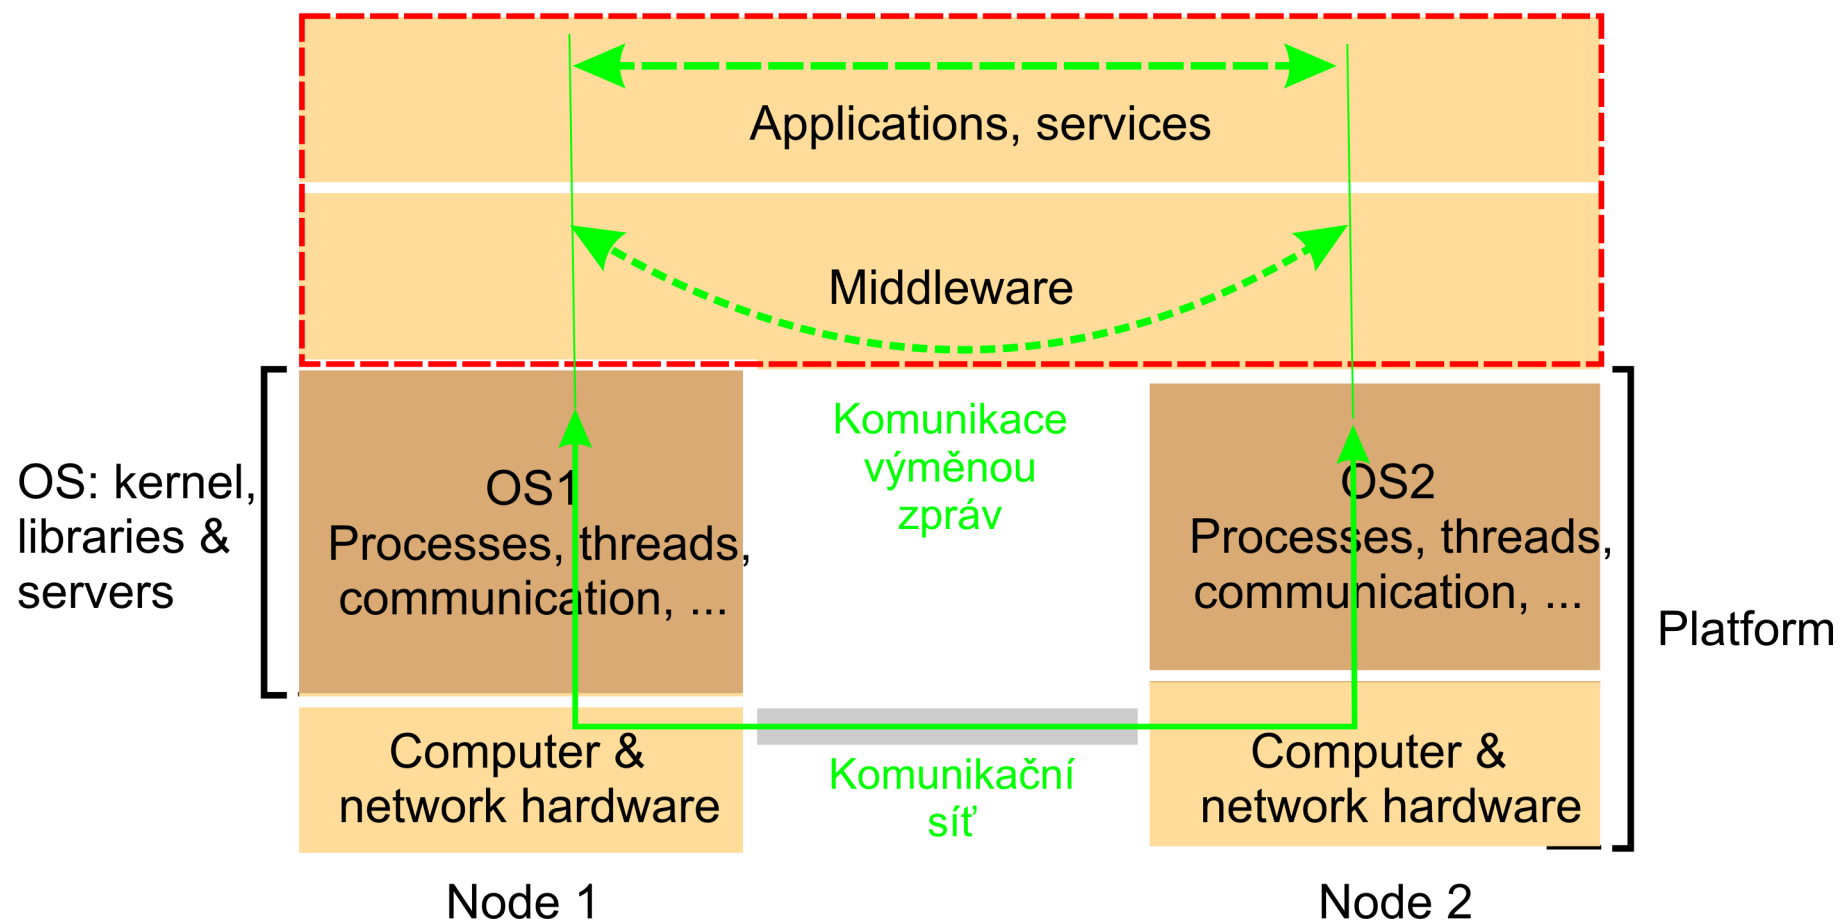 Applications, services
Middleware
OS: kernel,
libraries &
servers
OS1
Processes, threads,
communication, ...
Komunikace
výměnou
zpráv
OS2
Processes, threads,
communication, ...
Platform
Computer &
network hardware
Komunikační
síť
Computer &
network hardware
Node 1
Node 2